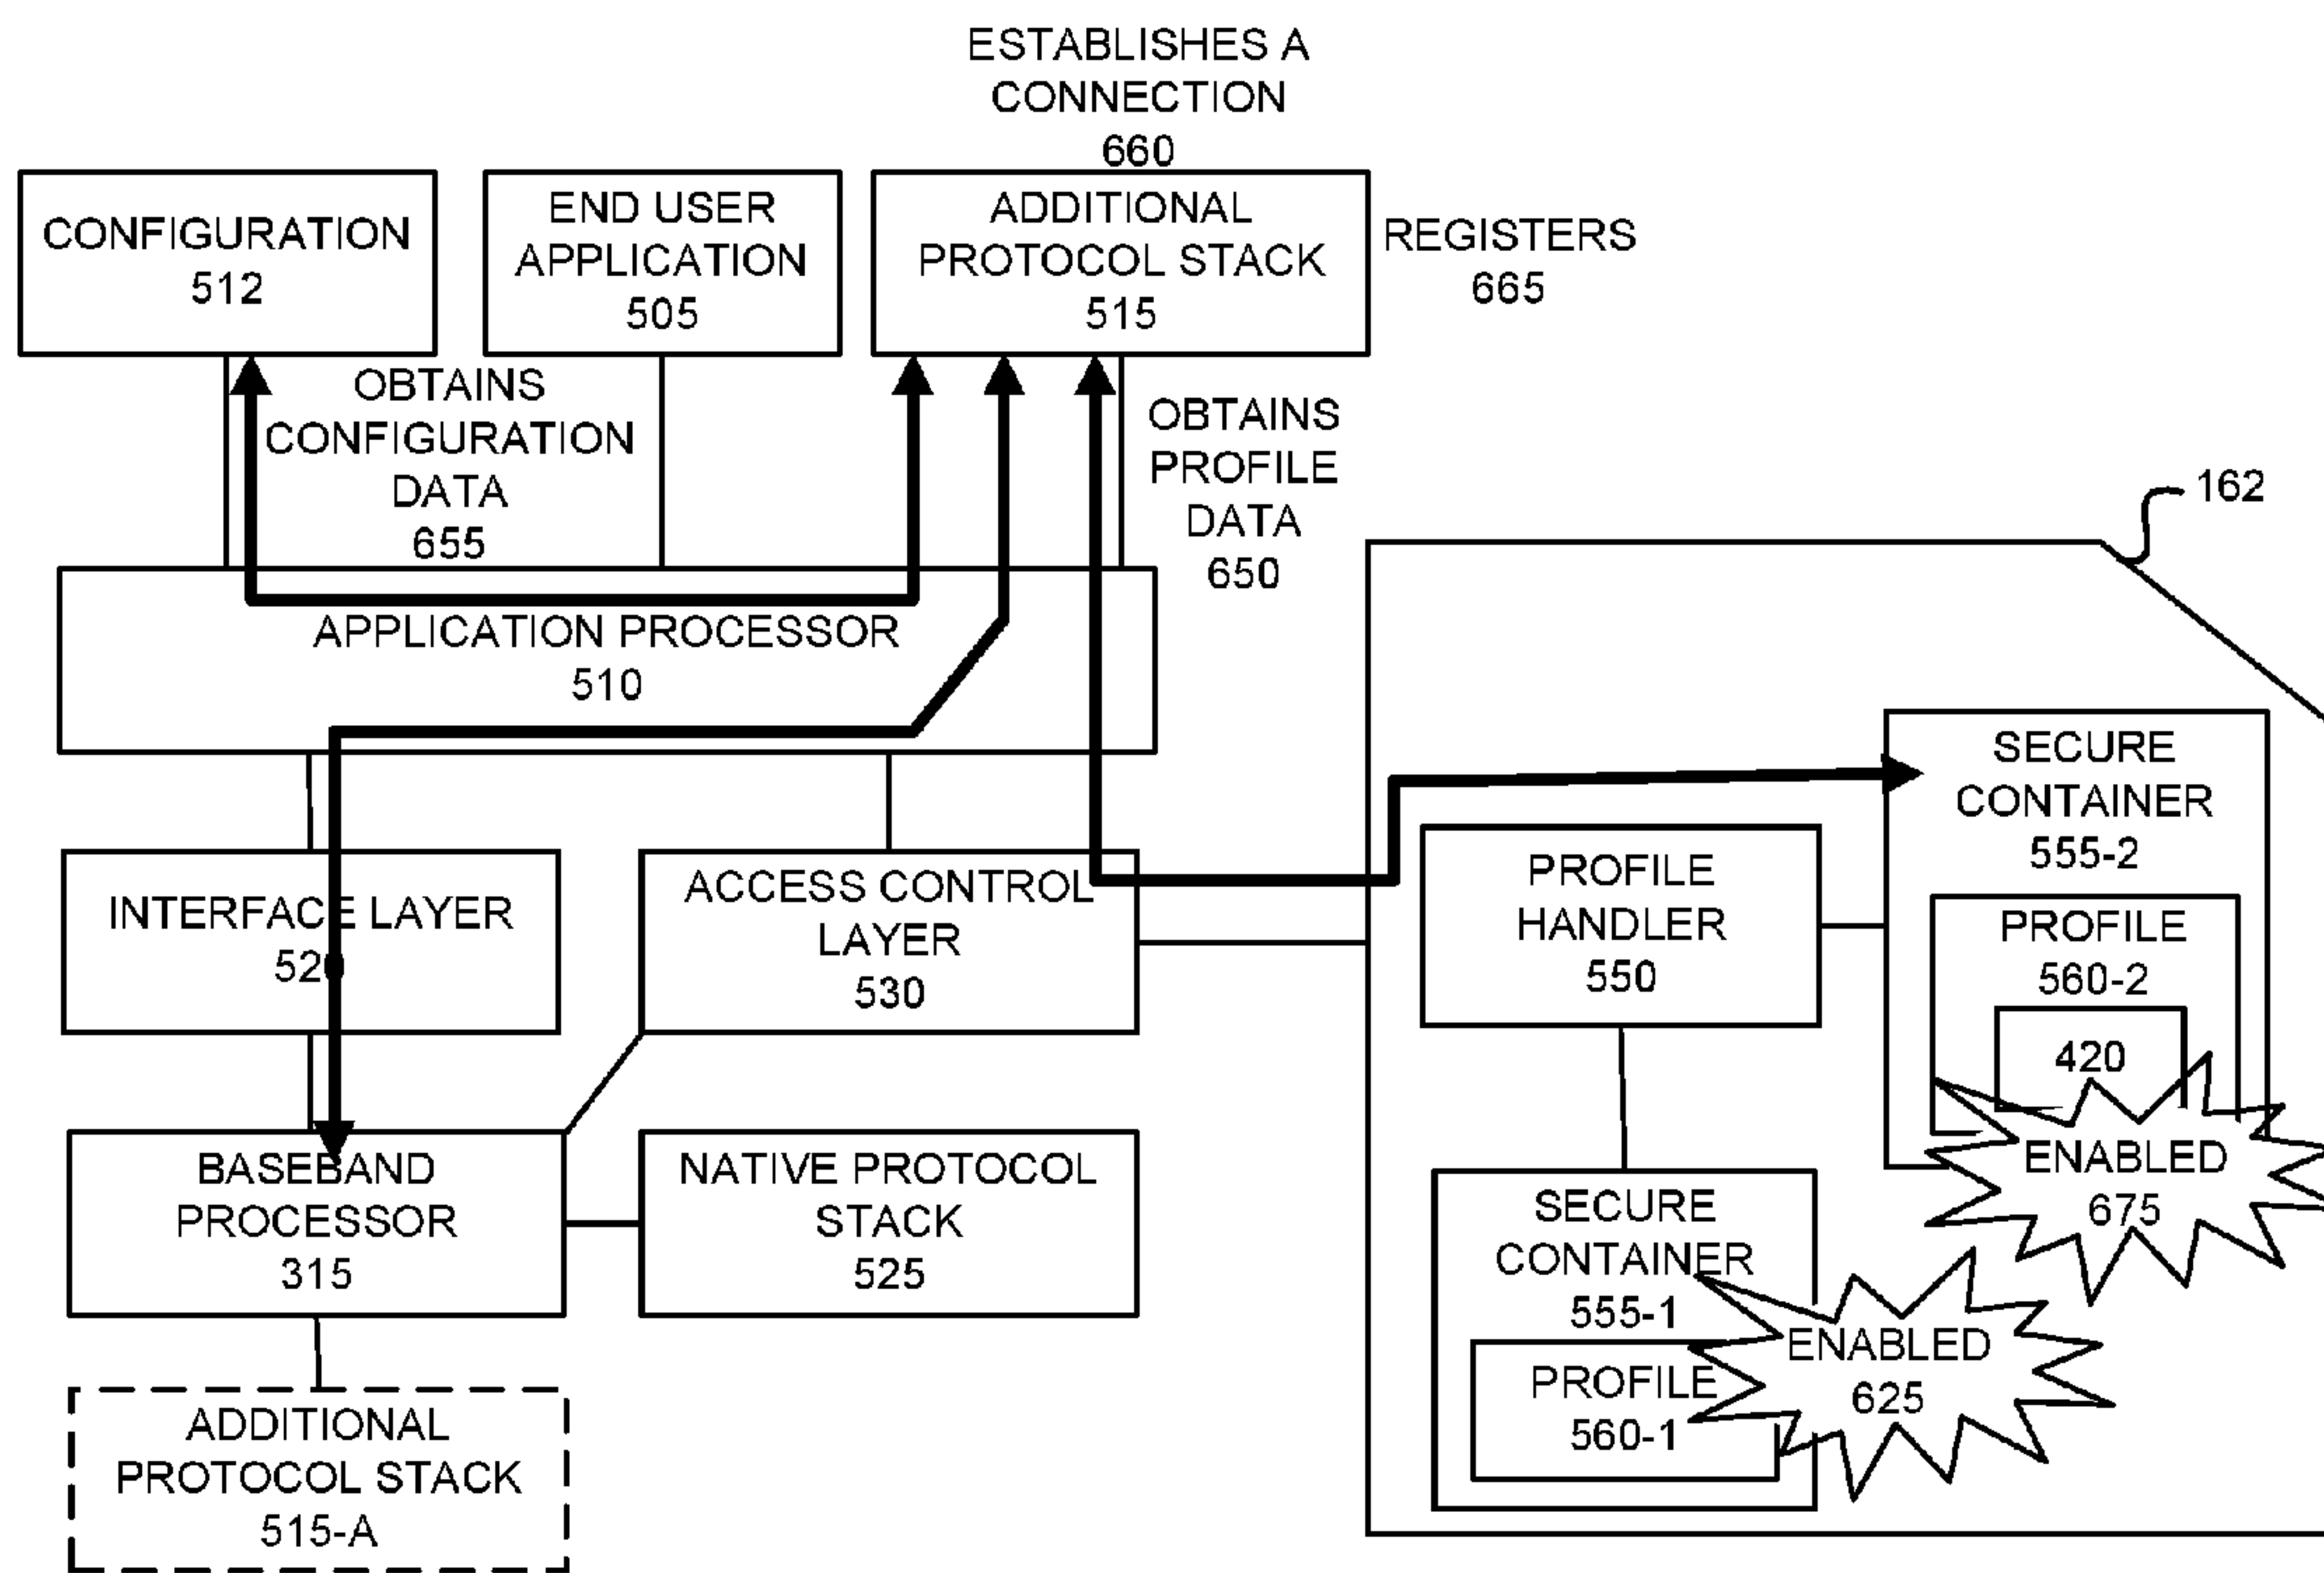 ESTABLISHES A
CONNECTION
660
CONFIGURATION
512
END USER
APPLICATION
505
ADDITIONAL
PROTOCOL STACK
515
REGISTERS
665
OBTAINS
CONFIGURATION
DATA
655
OBTAINS
PROFILE
DATA
650
162
APPLICATION PROCESSOR
510
INTERFACE LAYER
52
ACCESS CONTROL
LAYER
530
PROFILE
HANDLER
550
SECURE
CONTAINER
555-2
PROFILE
560-2
420
ENABLED
675
BASEBAND
PROCESSOR
315
NATIVE PROTOCOL
STACK
525
SECURE
CONTAINER
555-1
PROFILE
560-1
ENABLED
625
ADDITIONAL
PROTOCOL STACK
515-A